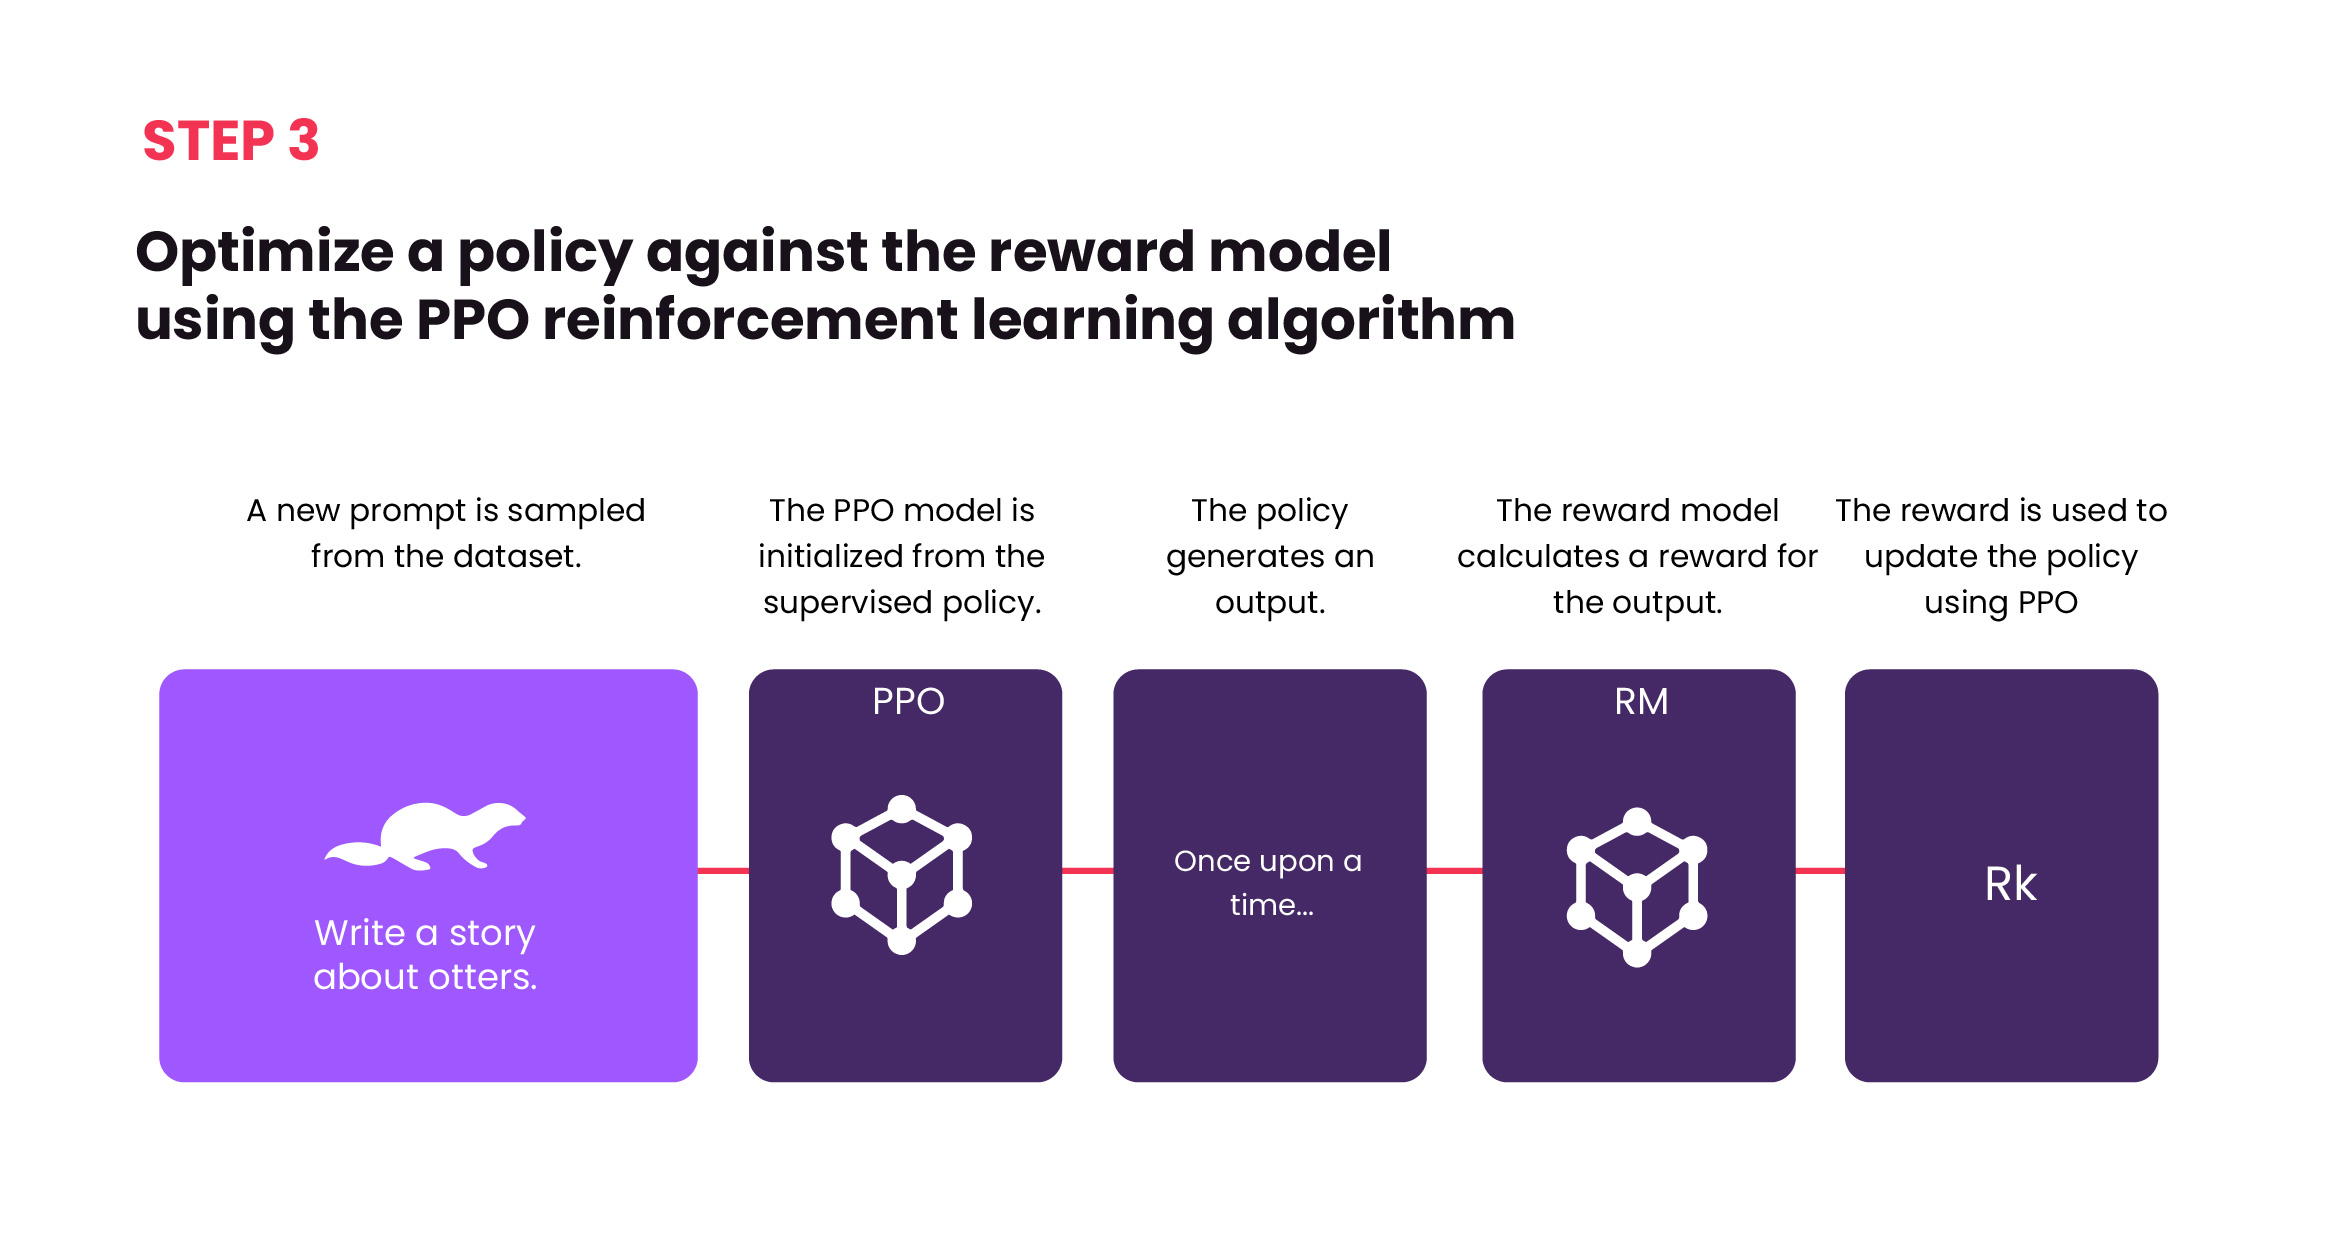 STEP 3
Optimize a policy against the reward model
using the PPO reinforcement learning algorithm
A new prompt is sampled
from the dataset.
The PPO model is
initialized from the
supervised policy.
The policy
generates an
output.
The reward model
calculates a reward for
the output.
The reward is used to
update the policy
using PPO
Write a story
about otters.
PPO
Once upon a
time...
RM
Rk